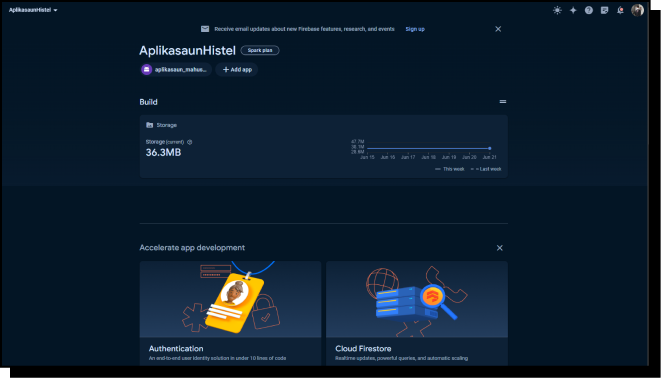 AplikasaunHistel
Receive email updates about new Firebase features, research, and events Sign up
AplikasaunHistel Spark plan
aplikasaun_mahus... + Add app
Build
Storage
Storage (current)
36.3MB
47.7M
38.1M
28.6M
Jun 15 Jun 16 Jun 17 Jun 18 Jun 19 Jun 20 Jun 21
This week Last week
Accelerate app development
Authentication
An end-to-end user identity solution in under 10 lines of code
Cloud Firestore
Realtime updates, powerful queries, and automatic scaling